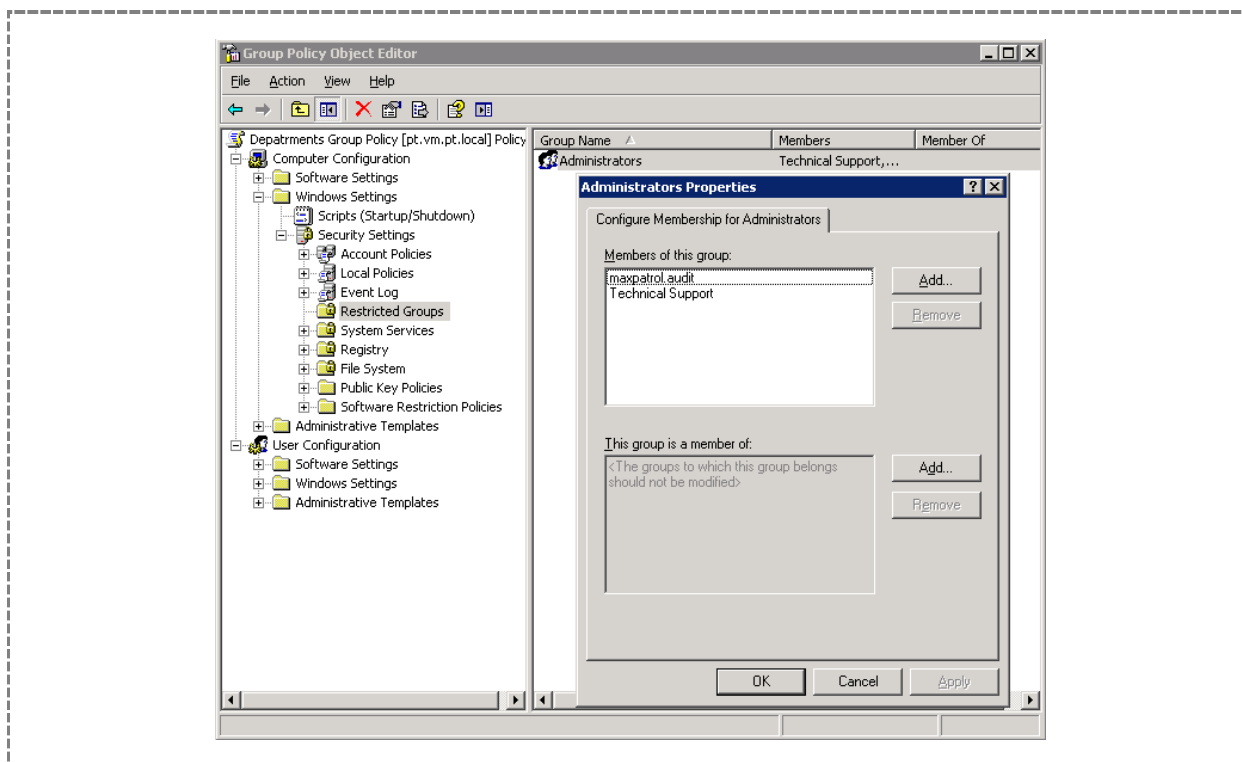 Group Policy Object Editor
File Action View Help
Depatrments Group Policy [pt.vm.pt.local] Policy
Computer Configuration
Software Settings
Windows Settings
Scripts (Startup/Shutdown)
Security Settings
Account Policies
Local Policies
Event Log
Restricted Groups
System Services
Registry
File System
Public Key Policies
Software Restriction Policies
Administrative Templates
User Configuration
Software Settings
Windows Settings
Administrative Templates
Group Name Members Member Of
Administrators Technical Support,...
Administrators Properties
Configure Membership for Administrators
Members of this group:
maxpatrol.audit
Technical Support
Add...
Remove
This group is a member of:
<The groups to which this group belongs
should not be modified>
Add...
Remove
OK Cancel Apply